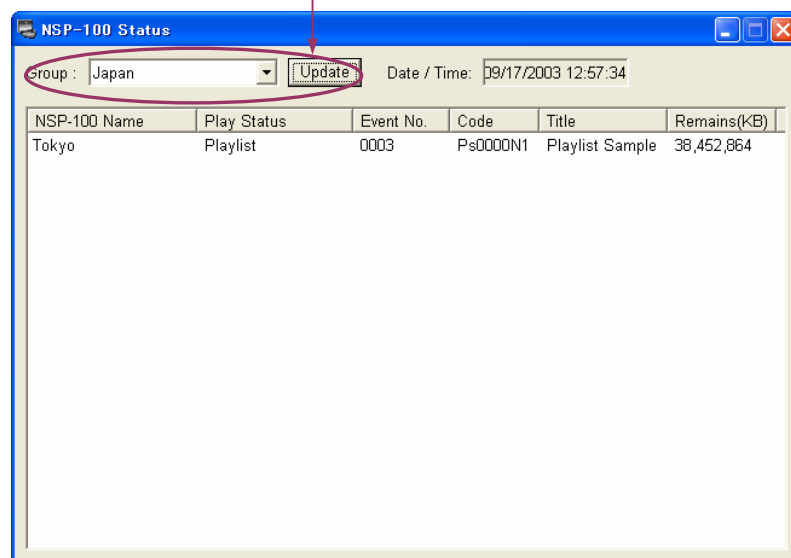 NSP-100 Status
Group : Japan Update Date / Time: 09/17/2003 12:57:34
NSP-100 Name Play Status Event No. Code Title Remains(KB)
Tokyo Playlist 0003 Ps0000N1 Playlist Sample 38,452,864